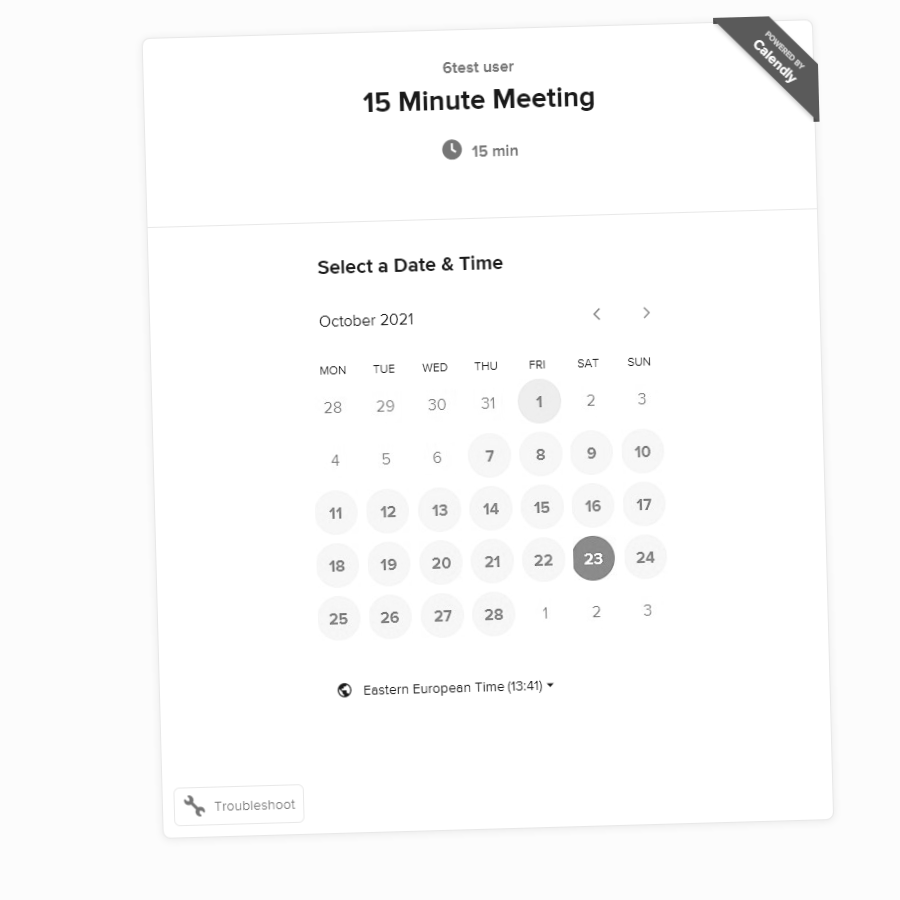 POWERED BY
Calendly
6test user
15 Minute Meeting
15 min
Select a Date & Time
October 2021
MON TUE WED THU FRI SAT SUN
28 29 30 31 1 2 3
4 5 6 7 8 9 10
11 12 13 14 15 16 17
18 19 20 21 22 23 24
25 26 27 28 1 2 3
Eastern European Time (13:41)
Troubleshoot